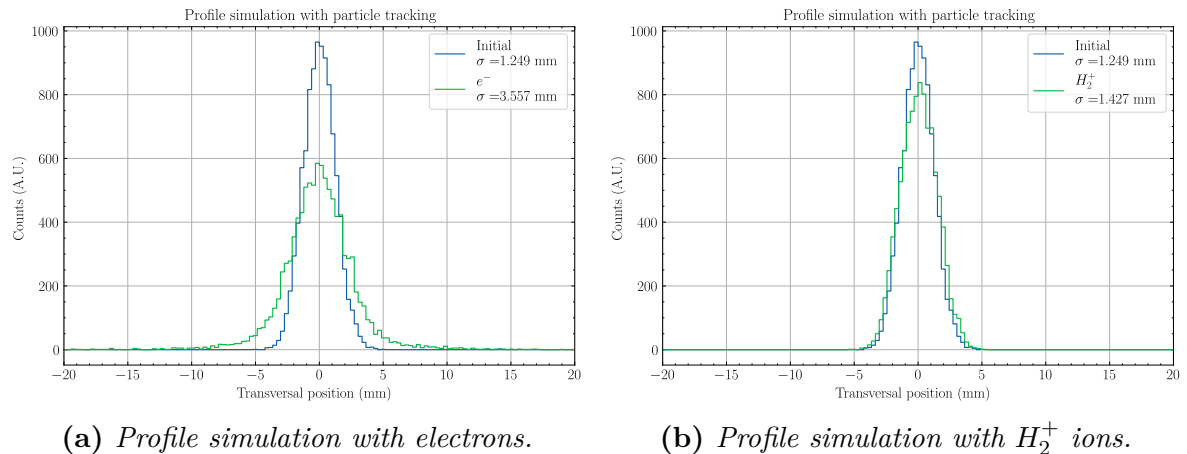 Profile simulation with particle tracking
1000
800
600
400
200
0
Counts (A.U.)
Initial
σ =1.249 mm
e⁻
σ =3.557 mm
−20 −15 −10 −5 0 5 10 15 20
Transversal position (mm)
(a) Profile simulation with electrons.
Profile simulation with particle tracking
1000
800
600
400
200
0
Counts (A.U.)
Initial
σ =1.249 mm
H₂⁺
σ =1.427 mm
−20 −15 −10 −5 0 5 10 15 20
Transversal position (mm)
(b) Profile simulation with H₂⁺ ions.